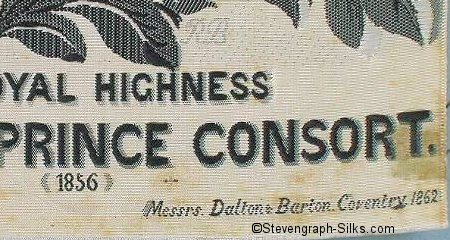 OYAL HIGHNESS
PRINCE CONSORT.
(1856)
Messrs. Dalton & Barton. Coventry. 1862
©Stevengraph-Silks.com